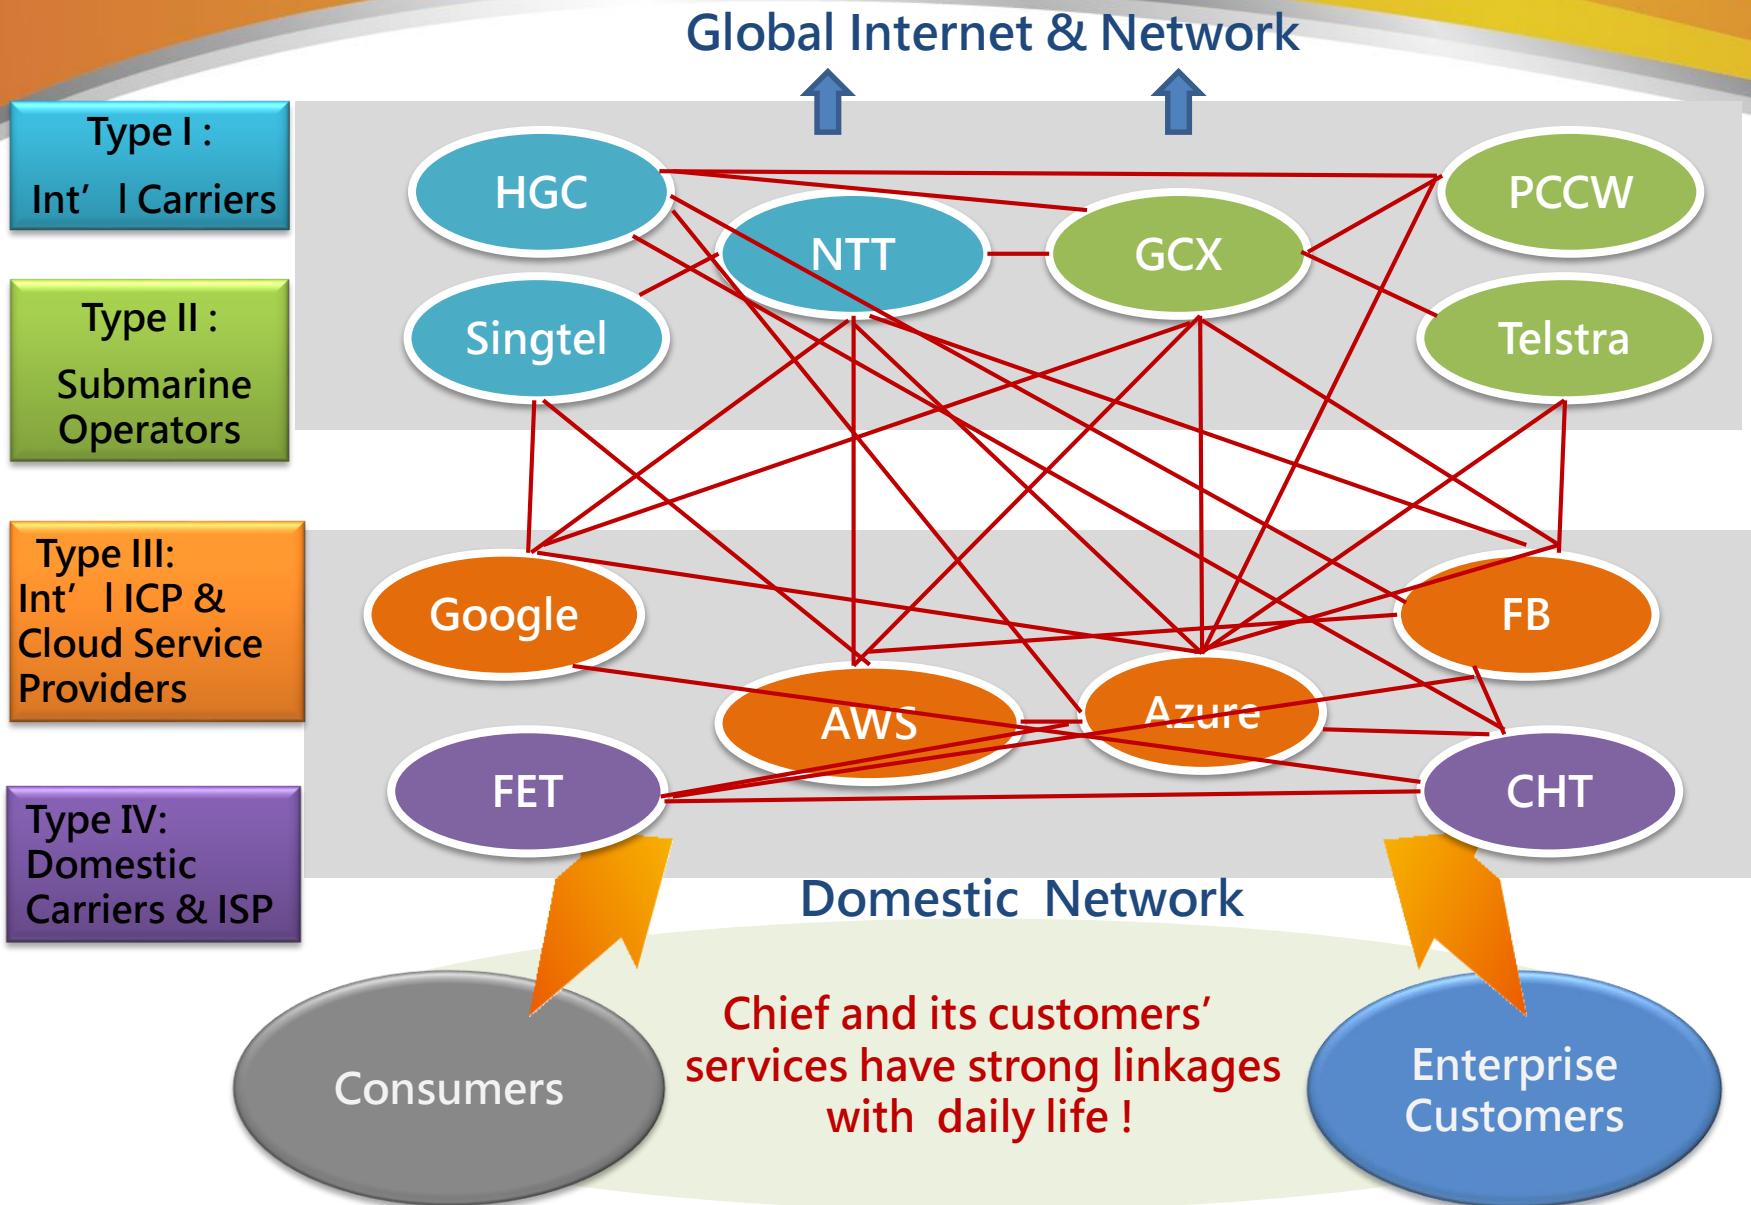 Global Internet & Network
Type I :
Int’ l Carriers
HGC
NTT
GCX
PCCW
Type II :
Submarine
Operators
Singtel
Telstra
Type III:
Int’ l ICP &
Cloud Service
Providers
Google
AWS
Azure
FB
Type IV:
Domestic
Carriers & ISP
FET
CHT
Domestic Network
Consumers
Chief and its customers’
services have strong linkages
with daily life !
Enterprise
Customers